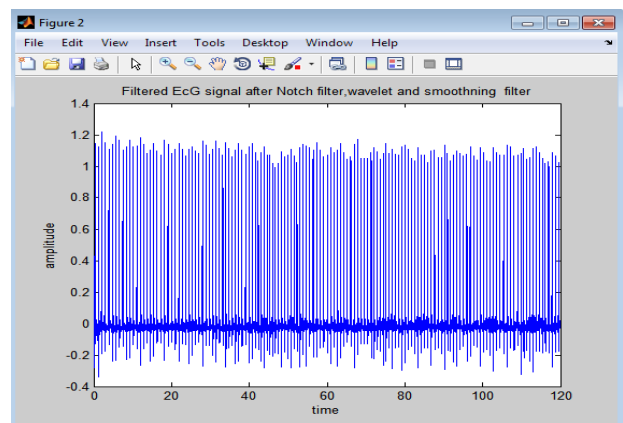 Figure 2
File Edit View Insert Tools Desktop Window Help
Filtered EcG signal after Notch filter,wavelet and smoothning filter
1.4
1.2
1
0.8
0.6
0.4
0.2
0
-0.2
-0.4
amplitude
0 20 40 60 80 100 120
time